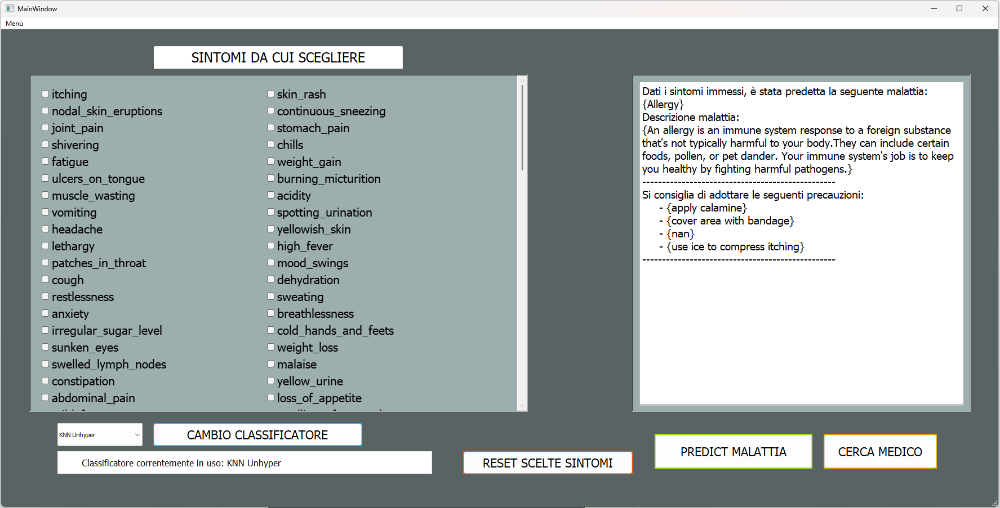 MainWindow
Menù
SINTOMI DA CUI SCEGLIERE
itching
skin_rash
nodal_skin_eruptions
continuous_sneezing
joint_pain
stomach_pain
shivering
chills
fatigue
weight_gain
ulcers_on_tongue
burning_micturition
muscle_wasting
acidity
vomiting
spotting_urination
headache
yellowish_skin
lethargy
high_fever
patches_in_throat
mood_swings
cough
dehydration
restlessness
sweating
anxiety
breathlessness
irregular_sugar_level
cold_hands_and_feets
sunken_eyes
weight_loss
swelled_lymph_nodes
malaise
constipation
yellow_urine
abdominal_pain
loss_of_appetite
Dati i sintomi immessi, è stata predetta la seguente malattia:
{Allergy}
Descrizione malattia:
{An allergy is an immune system response to a foreign substance
that's not typically harmful to your body.They can include certain
foods, pollen, or pet dander. Your immune system's job is to keep
you healthy by fighting harmful pathogens.}
-------------------------------------------------
Si consiglia di adottare le seguenti precauzioni:
- {apply calamine}
- {cover area with bandage}
- {nan}
- {use ice to compress itching}
-------------------------------------------------
KNN Unhyper
CAMBIO CLASSIFICATORE
Classificatore correntemente in uso: KNN Unhyper
RESET SCELTE SINTOMI
PREDICT MALATTIA
CERCA MEDICO